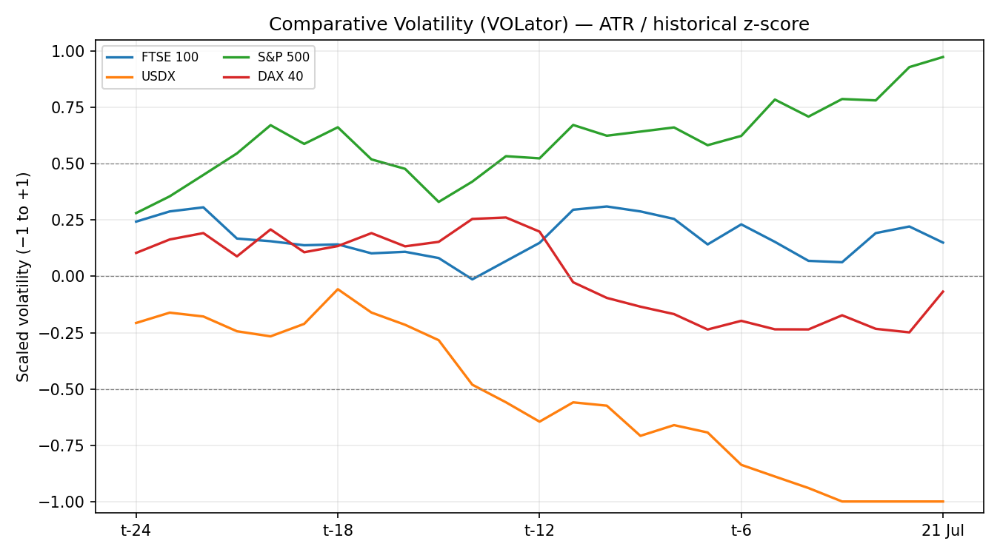 Comparative Volatility (VOLator) — ATR / historical z-score
FTSE 100
USDX
S&P 500
DAX 40
Scaled volatility (−1 to +1)
1.00
0.75
0.50
0.25
0.00
−0.25
−0.50
−0.75
−1.00
t-24
t-18
t-12
t-6
21 Jul